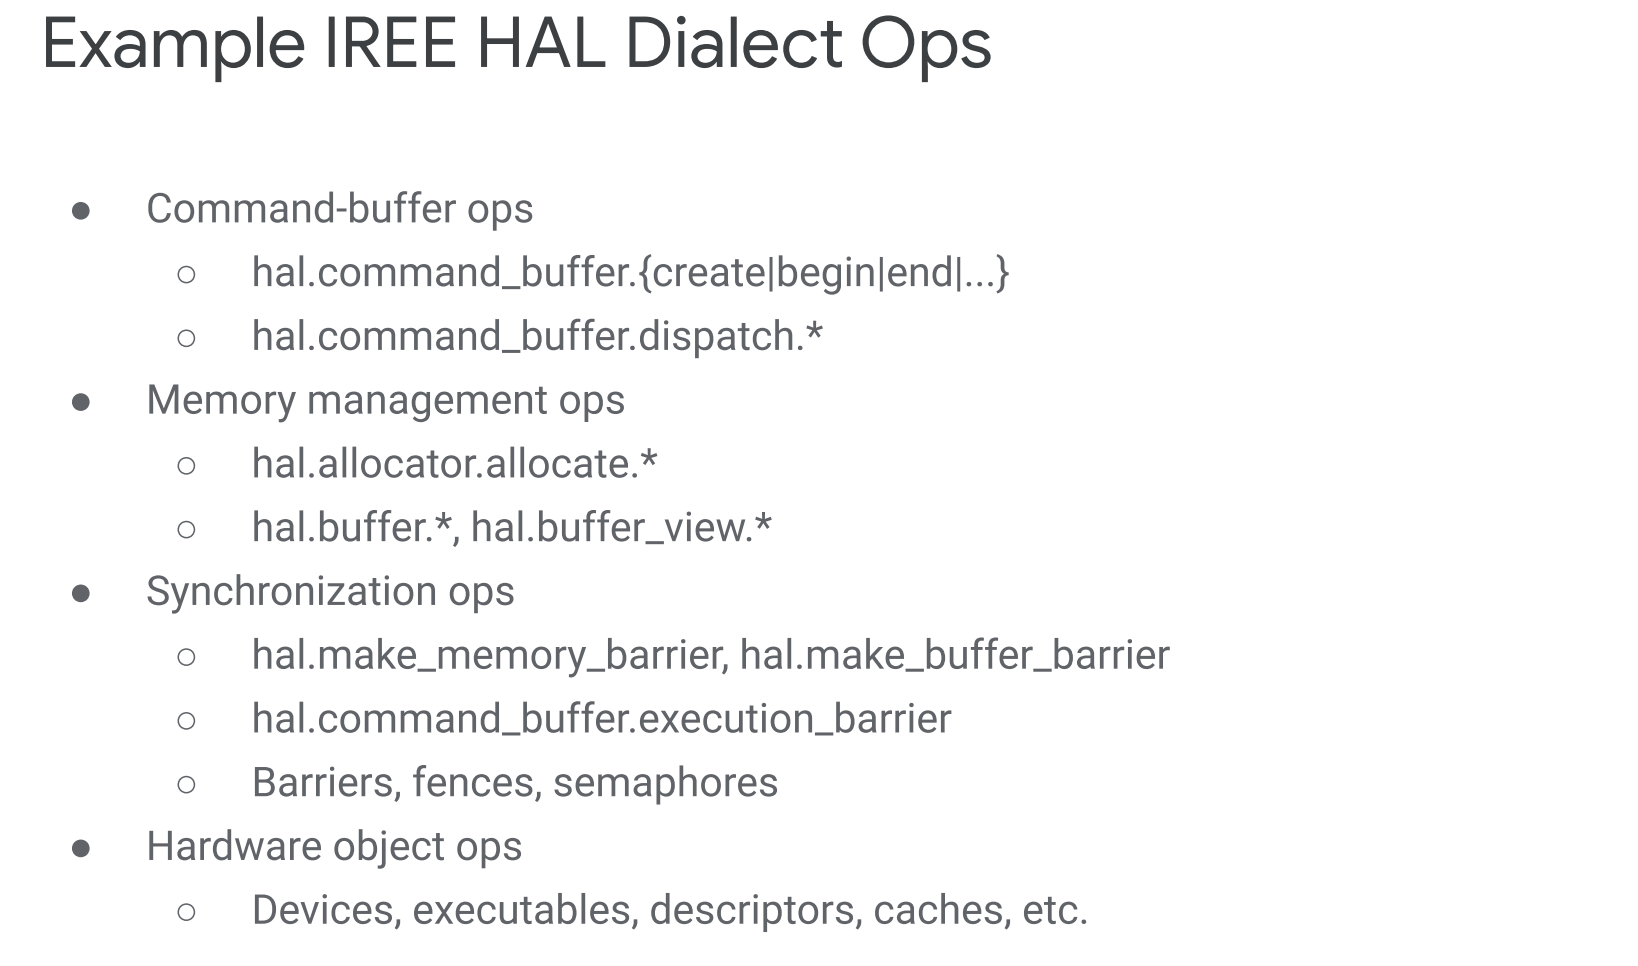 Example IREE HAL Dialect Ops
● Command-buffer ops
○ hal.command_buffer.{create|begin|end|...}
○ hal.command_buffer.dispatch.*
● Memory management ops
○ hal.allocator.allocate.*
○ hal.buffer.*, hal.buffer_view.*
● Synchronization ops
○ hal.make_memory_barrier, hal.make_buffer_barrier
○ hal.command_buffer.execution_barrier
○ Barriers, fences, semaphores
● Hardware object ops
○ Devices, executables, descriptors, caches, etc.